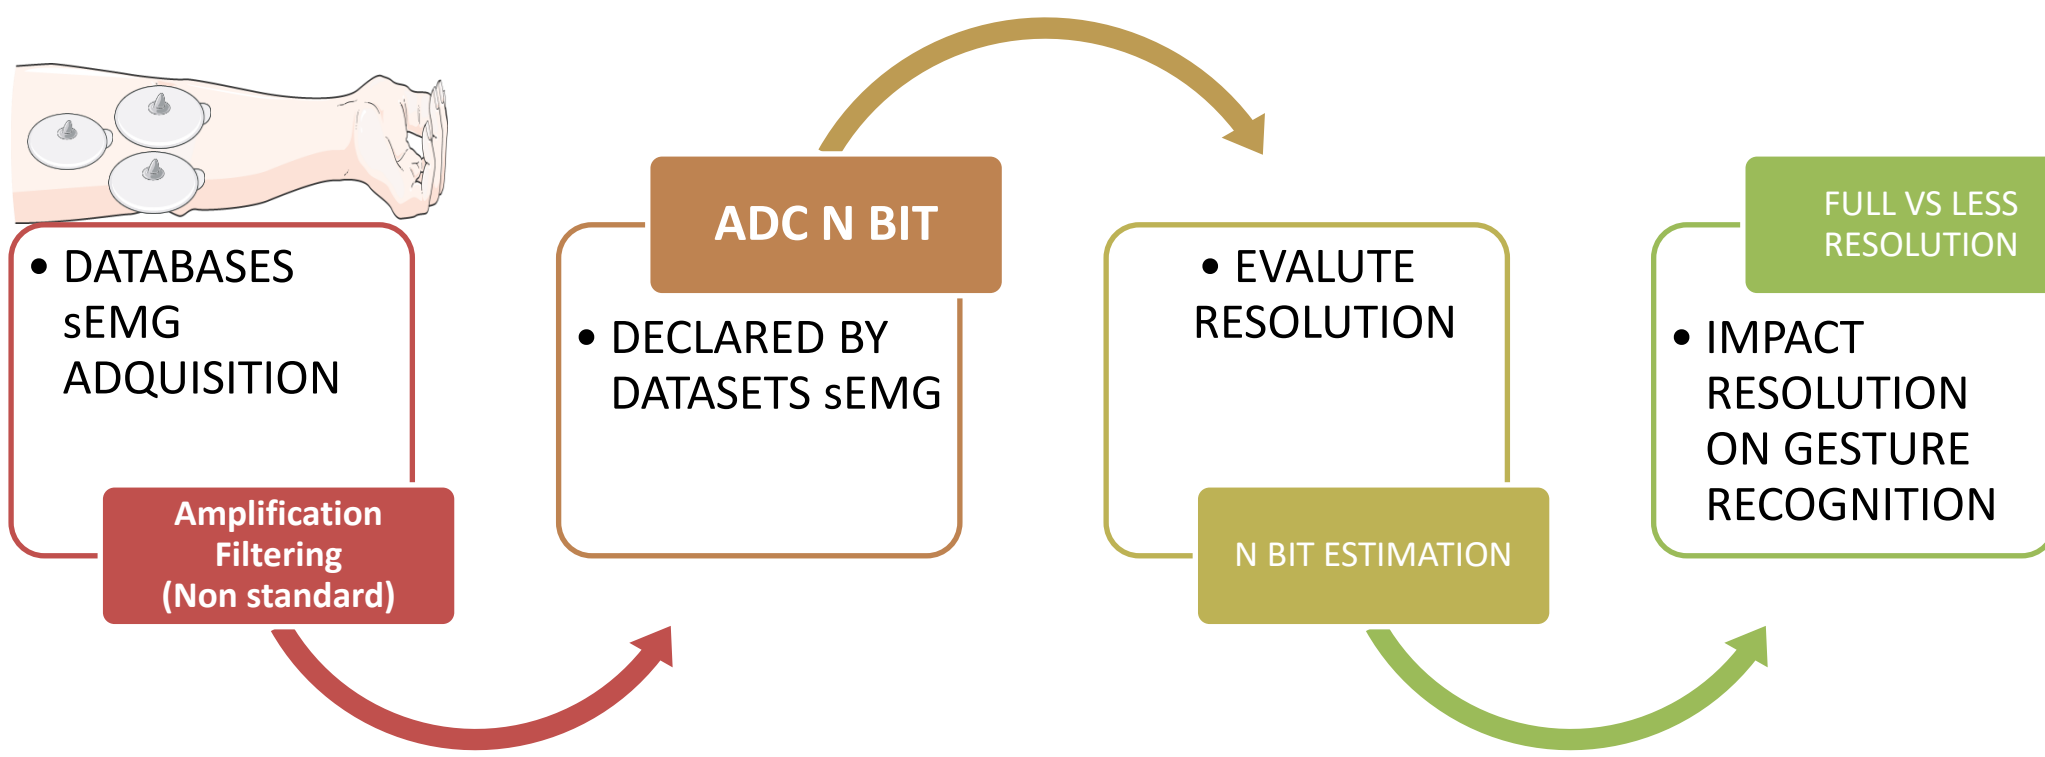 • DATABASES
sEMG
ADQUISITION
Amplification
Filtering
(Non standard)
ADC N BIT
• DECLARED BY
DATASETS sEMG
• EVALUTE
RESOLUTION
N BIT ESTIMATION
FULL VS LESS
RESOLUTION
• IMPACT
RESOLUTION
ON GESTURE
RECOGNITION